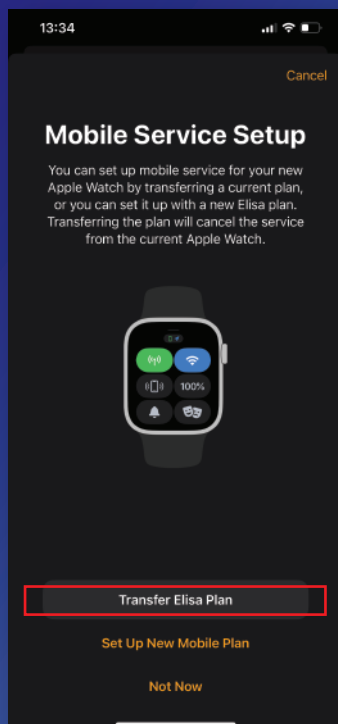 13:34
Cancel
Mobile Service Setup
You can set up mobile service for your new
Apple Watch by transferring a current plan,
or you can set it up with a new Elisa plan.
Transferring the plan will cancel the service
from the current Apple Watch.
100%
Transfer Elisa Plan
Set Up New Mobile Plan
Not Now